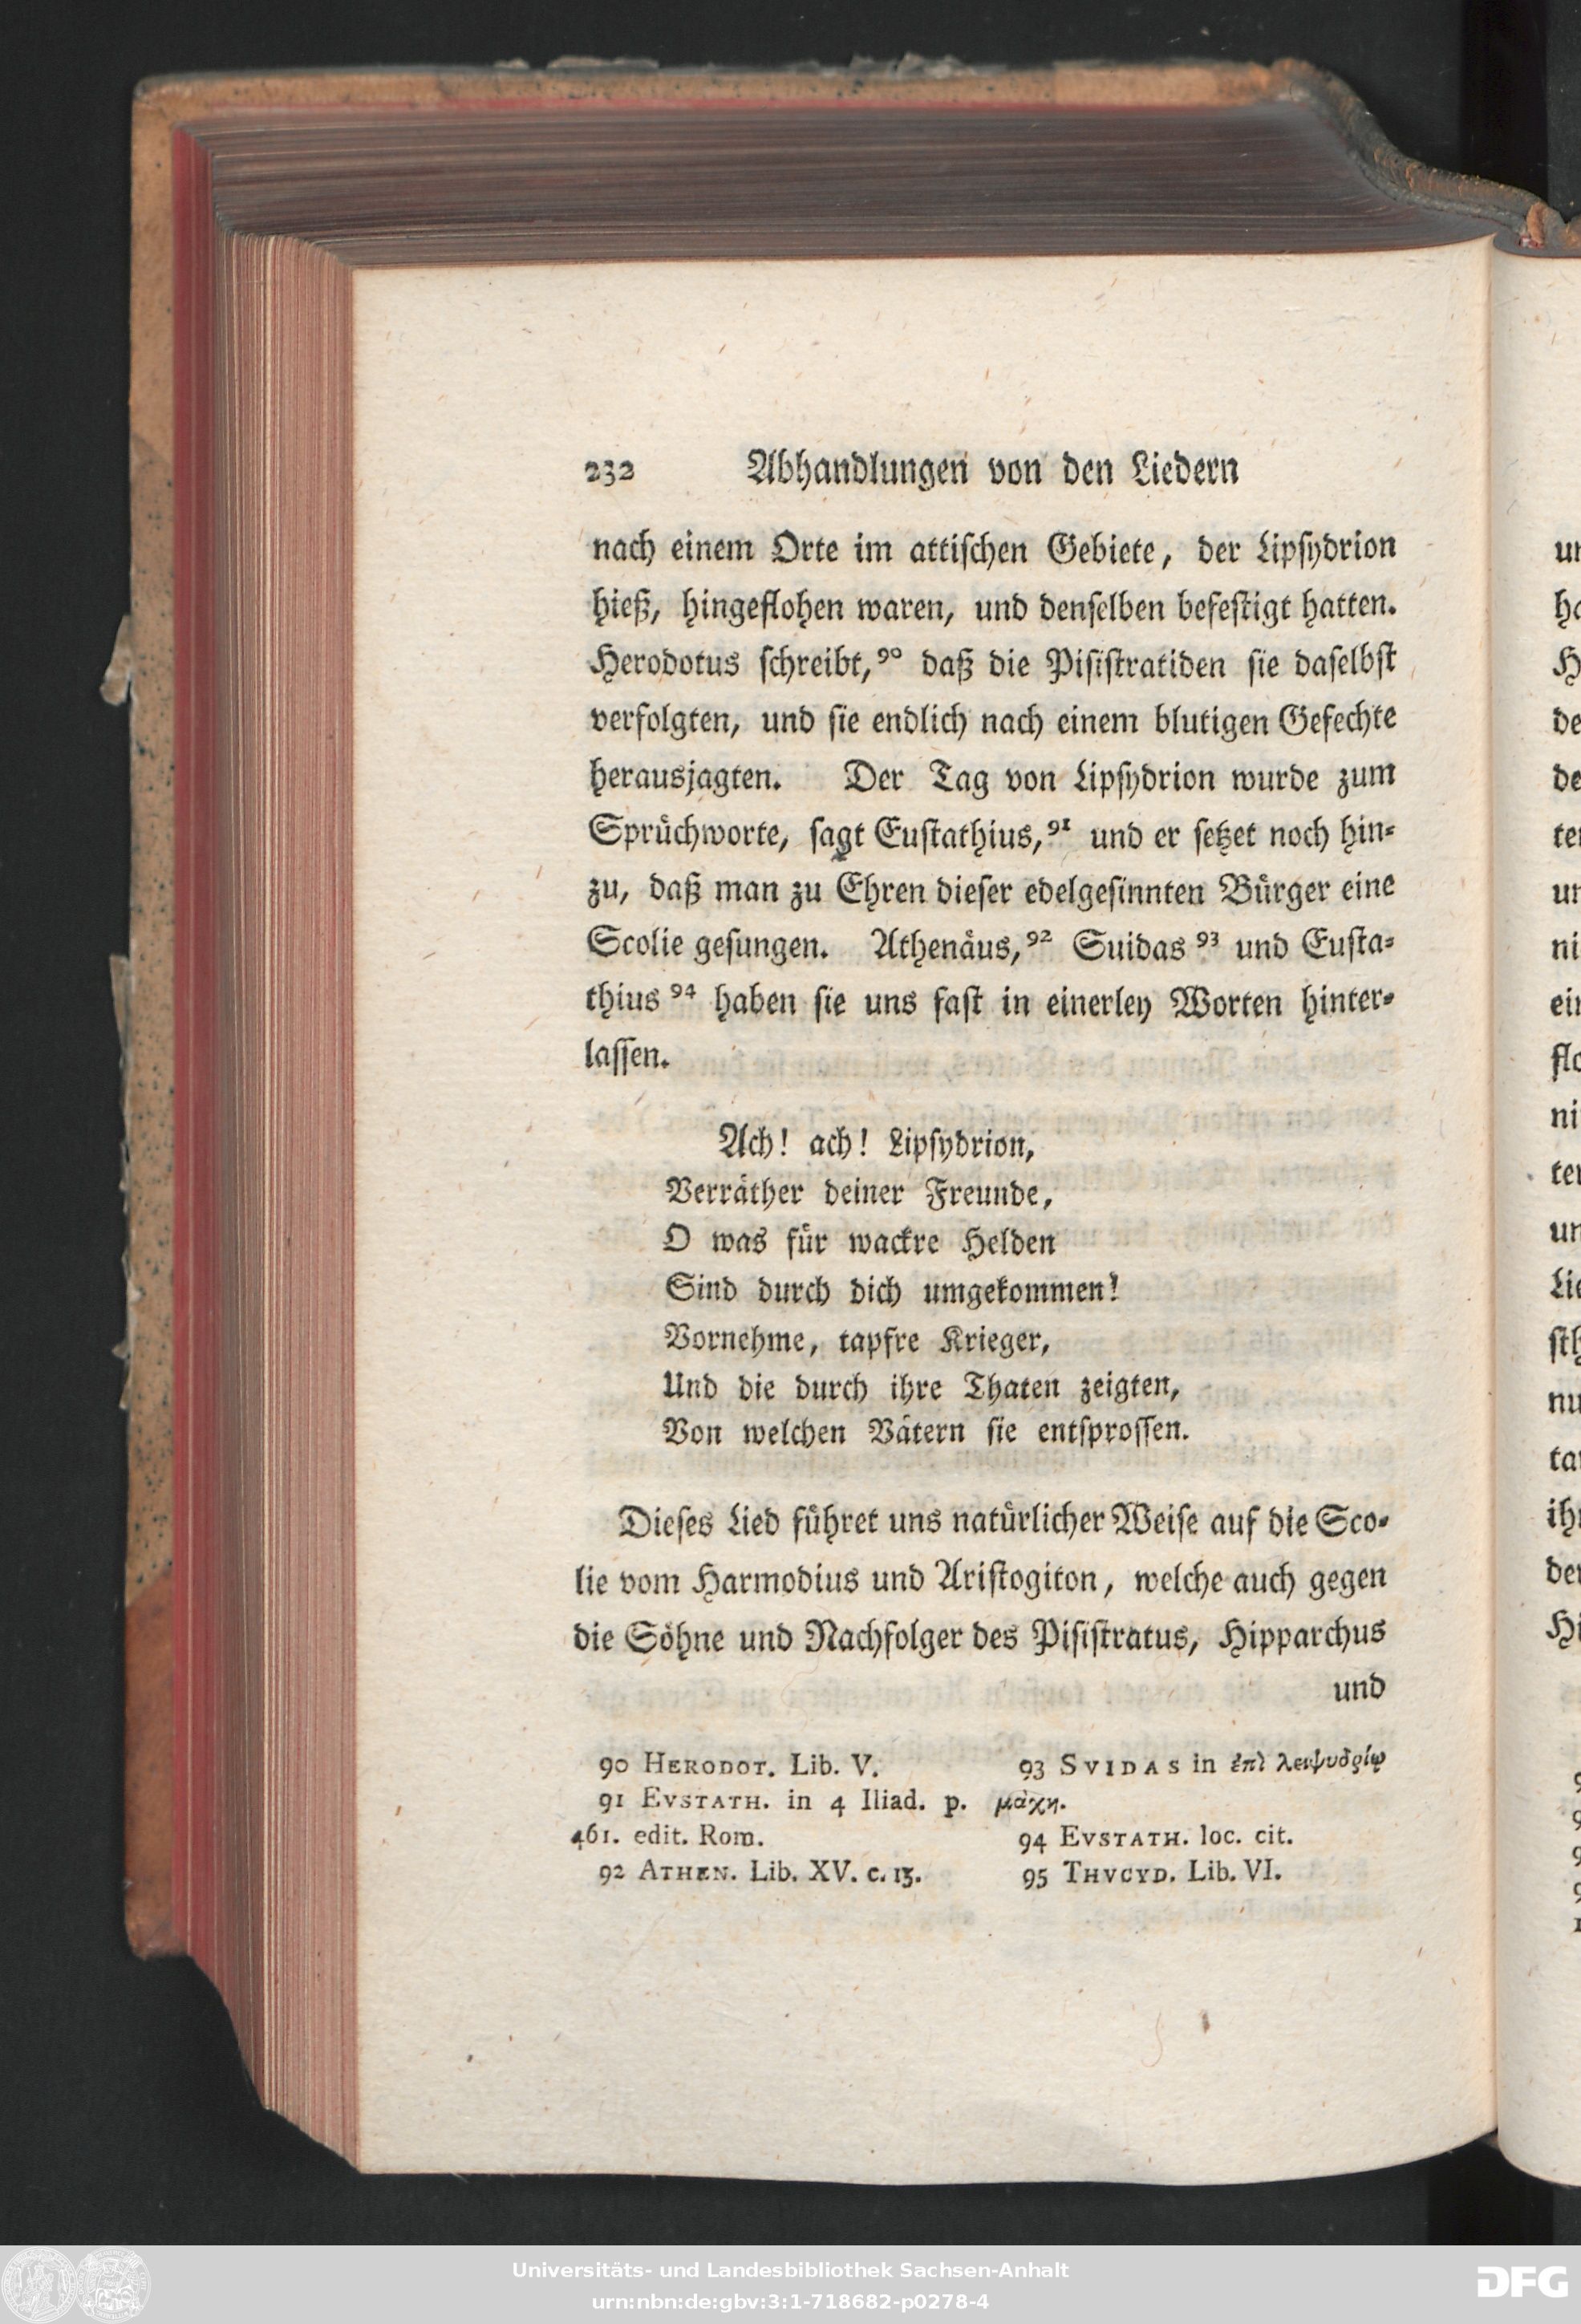 232 Abhandlungen von den Liedern
nach einem Orte im attiſchen Gebiete, der Lipſydrion
hieß, hingeflohen waren, und denſelben befeſtigt hatten.
Herodotus ſchreibt,⁹⁰ daß die Piſiſtratiden ſie daſelbſt
verfolgten, und ſie endlich nach einem blutigen Gefechte
herausjagten. Der Tag von Lipſydrion wurde zum
Sprüchworte, ſagt Euſtathius,⁹¹ und er ſetzet noch hin-
zu, daß man zu Ehren dieſer edelgeſinnten Bürger eine
Scolie geſungen. Athenäus,⁹² Suidas ⁹³ und Euſta-
thius ⁹⁴ haben ſie uns faſt in einerley Worten hinter-
laſſen.
Ach! ach! Lipſydrion,
Verräther deiner Freunde,
O was für wackre Helden
Sind durch dich umgekommen!
Vornehme, tapfre Krieger,
Und die durch ihre Thaten zeigten,
Von welchen Vätern ſie entſproſſen.
Dieſes Lied führet uns natürlicher Weiſe auf die Sco-
lie vom Harmodius und Ariſtogiton, welche auch gegen
die Söhne und Nachfolger des Piſiſtratus, Hipparchus
und
90 HERODOT. Lib. V.
91 EVSTATH. in 4 Iliad. p.
461. edit. Rom.
92 ATHEN. Lib. XV. c. 15.
93 SVIDAS in ἐπὶ λειψυδρίῳ
μάχη.
94 EVSTATH. loc. cit.
95 THVCYD. Lib. VI.
Universitäts- und Landesbibliothek Sachsen-Anhalt
urn:nbn:de:gbv:3:1-718682-p0278-4
DFG